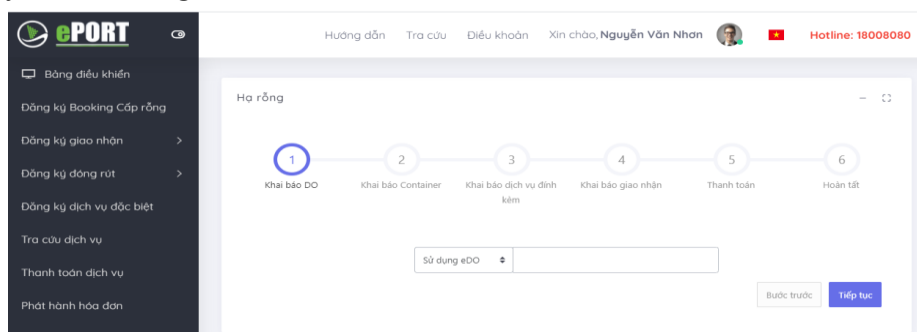 ePORT
Hướng dẫn Tra cứu Điều khoản Xin chào, Nguyễn Văn Nhơn Hotline: 18008080
Bảng điều khiển
Đăng ký Booking Cấp rỗng
Đăng ký giao nhận
Đăng ký đóng rút
Đăng ký dịch vụ đặc biệt
Tra cứu dịch vụ
Thanh toán dịch vụ
Phát hành hóa đơn
Hạ rỗng
1 2 3 4 5 6
Khai báo DO Khai báo Container Khai báo dịch vụ đính Khai báo giao nhận Thanh toán Hoàn tất
kèm
Sử dụng eDO
Bước trước Tiếp tục